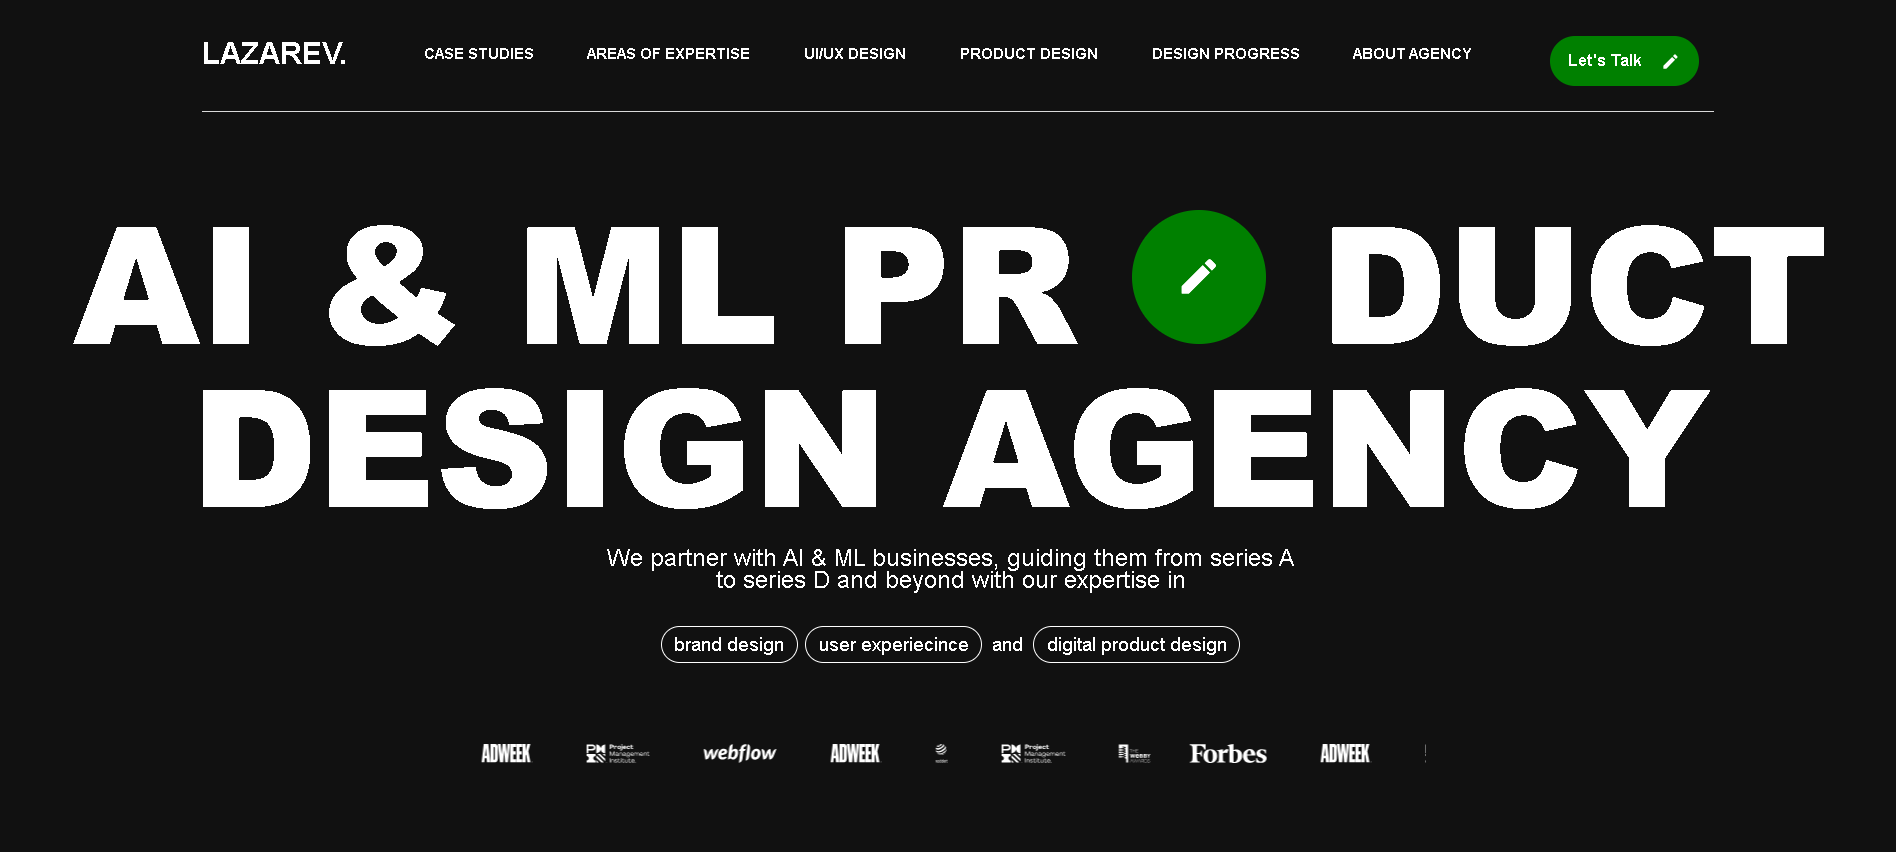 LAZAREV.
CASE STUDIES
AREAS OF EXPERTISE
UI/UX DESIGN
PRODUCT DESIGN
DESIGN PROGRESS
ABOUT AGENCY
Let's Talk
AI & ML PR DUCT
DESIGN AGENCY
We partner with AI & ML businesses, guiding them from series A
to series D and beyond with our expertise in
brand design user experiecince and digital product design
ADWEEK
PM Project
Management
Institute.
webflow
ADWEEK
PM Project
Management
Institute.
THE
WEBBY
AWARDS
Forbes
ADWEEK